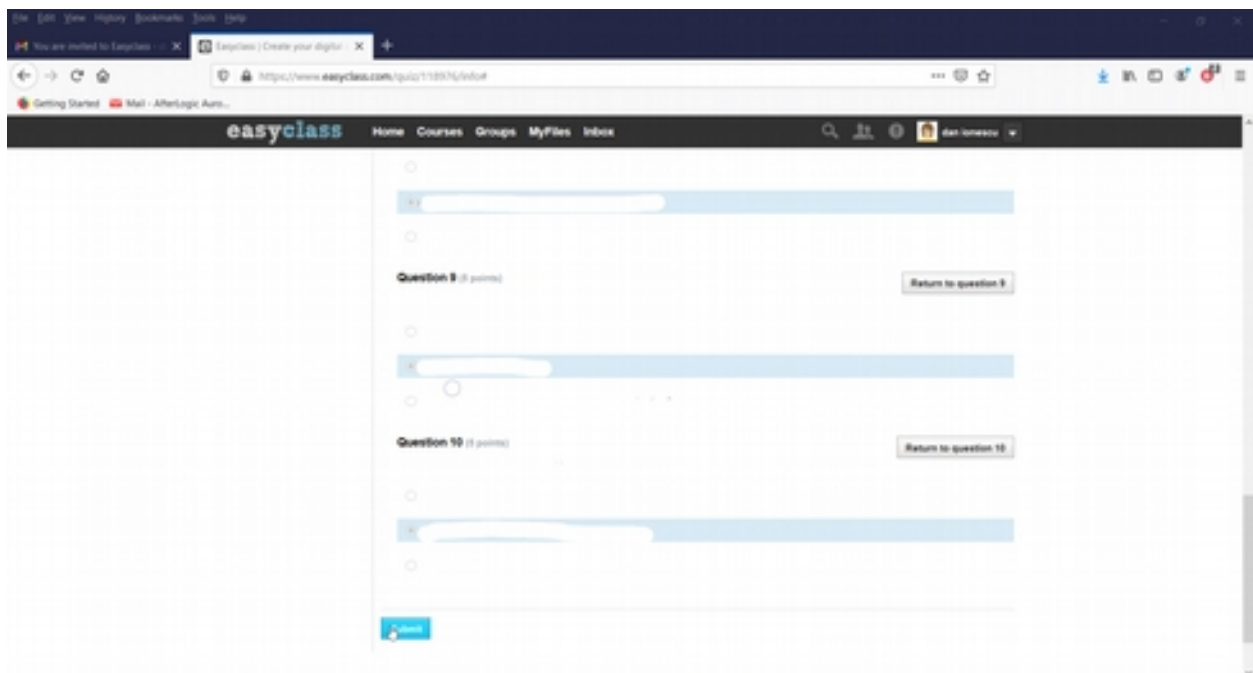 File Edit View History Bookmarks Tools Help
You are invited to Easyclass -
Easyclass | Create your digital
https://www.easyclass.com/quiz/118976/info#
Getting Started Mail - AfterLogic Auro...
easyclass Home Courses Groups MyFiles Inbox dan ionescu
Question 9
Return to question 9
Question 10
Return to question 10
Submit